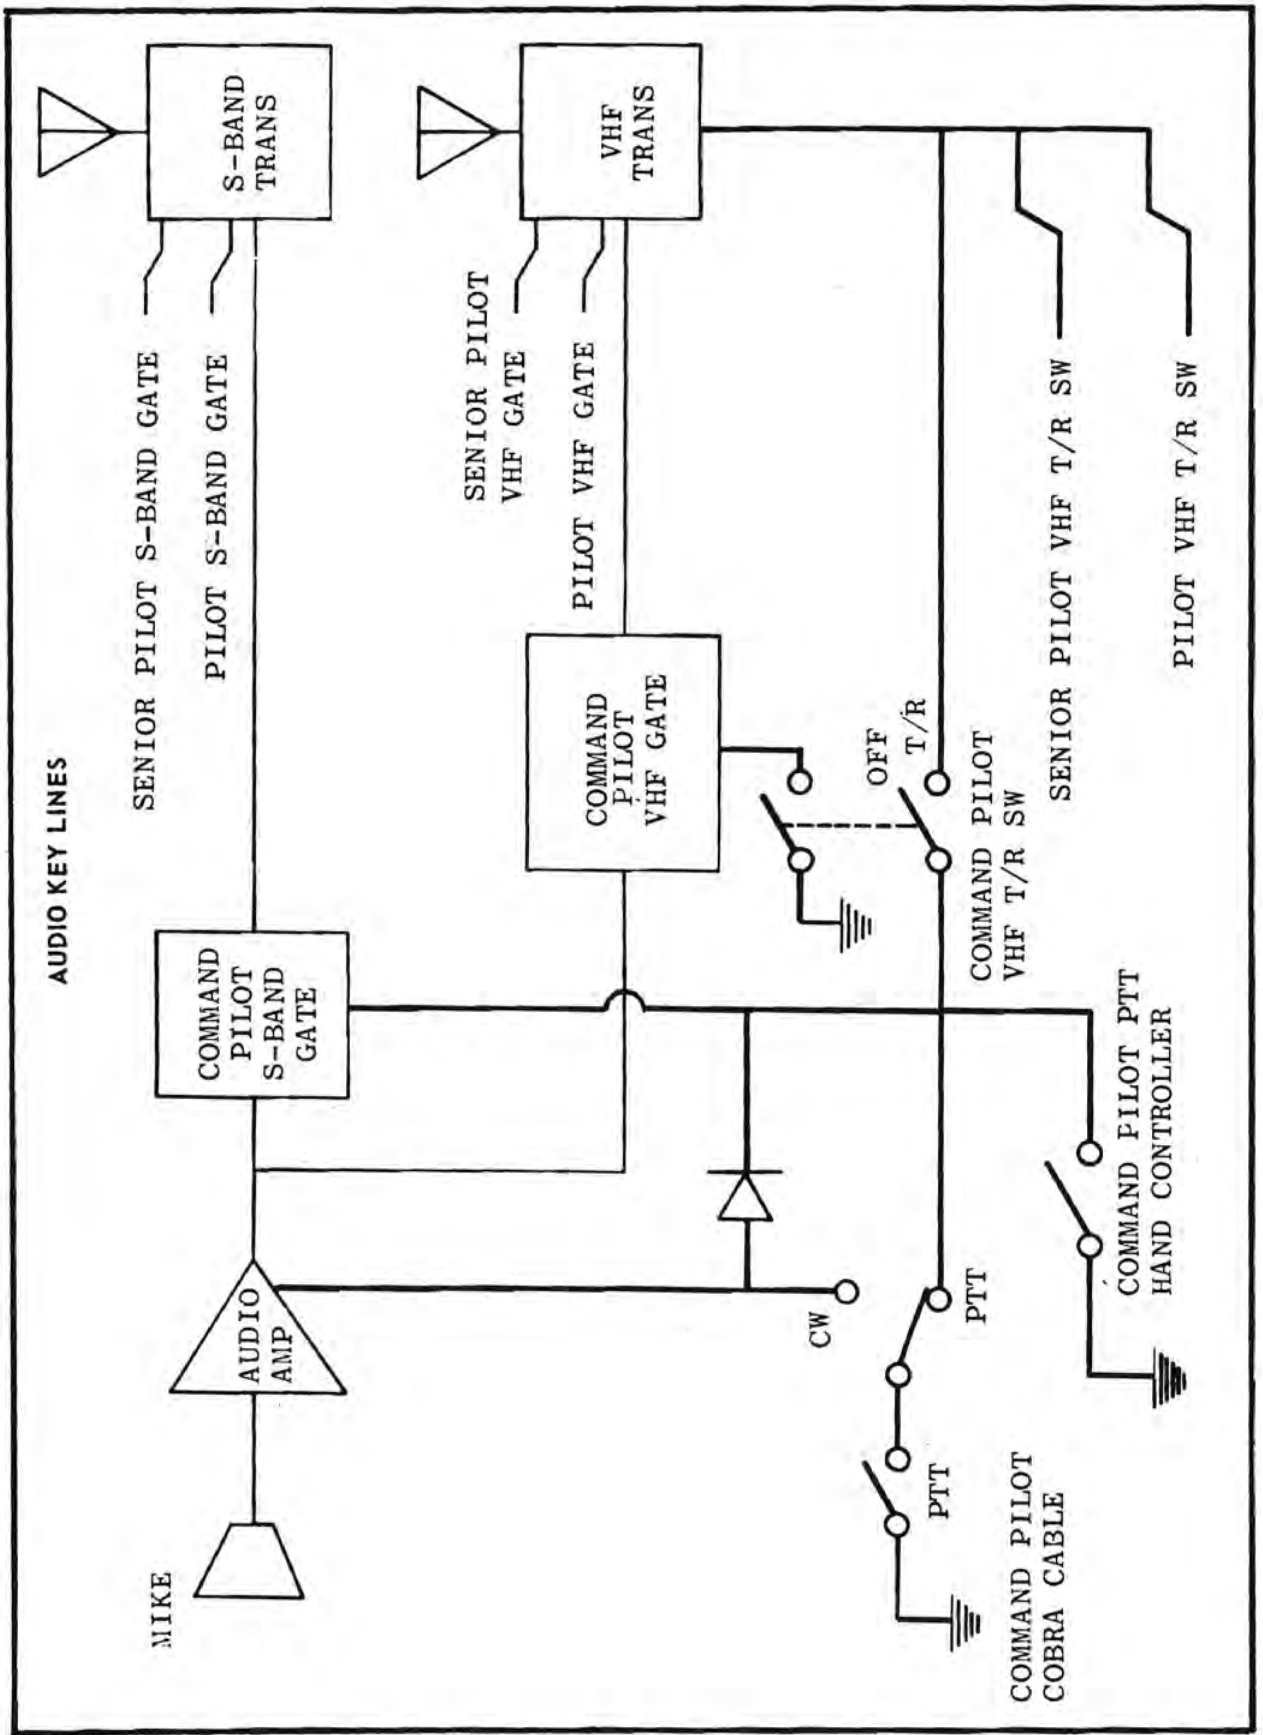 AUDIO KEY LINES
S-BAND
TRANS
SENIOR PILOT S-BAND GATE
PILOT S-BAND GATE
COMMAND
PILOT
S-BAND
GATE
AUDIO
AMP
MIKE
VHF
TRANS
SENIOR PILOT
VHF GATE
PILOT VHF GATE
COMMAND
PILOT
VHF GATE
OFF
T/R
COMMAND PILOT
VHF T/R SW
SENIOR PILOT VHF T/R SW
PILOT VHF T/R SW
CW
PTT
PTT
COMMAND PILOT
COBRA CABLE
COMMAND PILOT PTT
HAND CONTROLLER